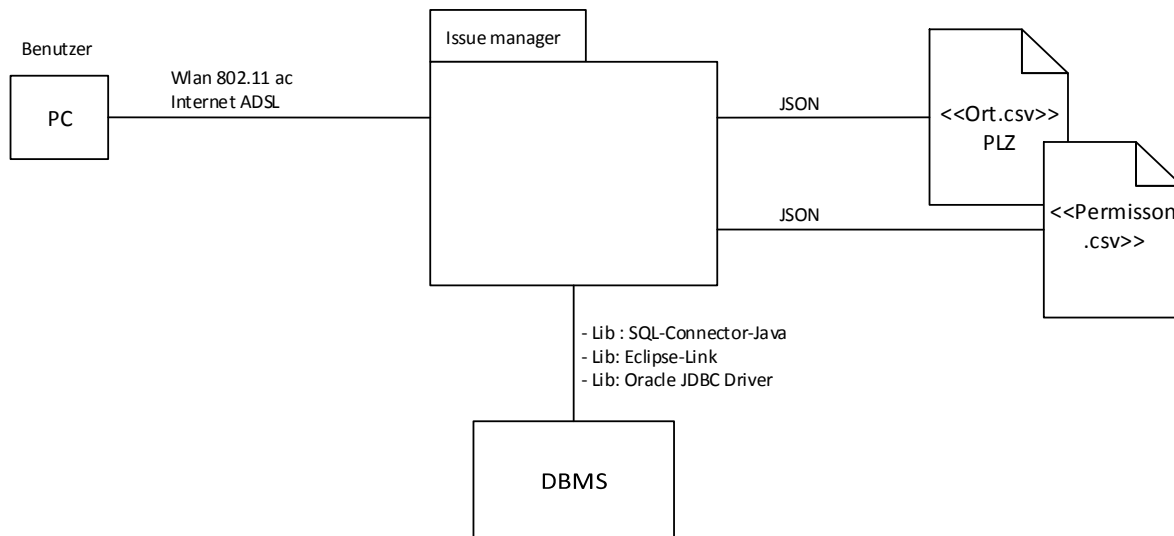 Benutzer
PC
Wlan 802.11 ac
Internet ADSL
Issue manager
JSON
<<Ort.csv>>
PLZ
JSON
<<Permisson
.csv>>
- Lib : SQL-Connector-Java
- Lib: Eclipse-Link
- Lib: Oracle JDBC Driver
DBMS